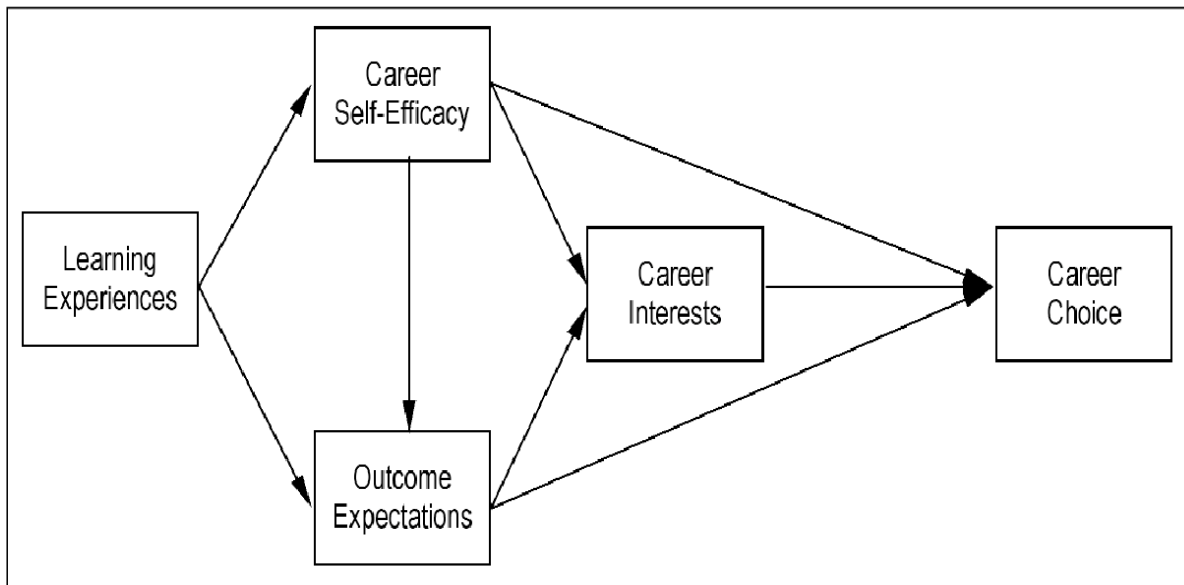 Career
Self-Efficacy
Learning
Experiences
Career
Interests
Career
Choice
Outcome
Expectations